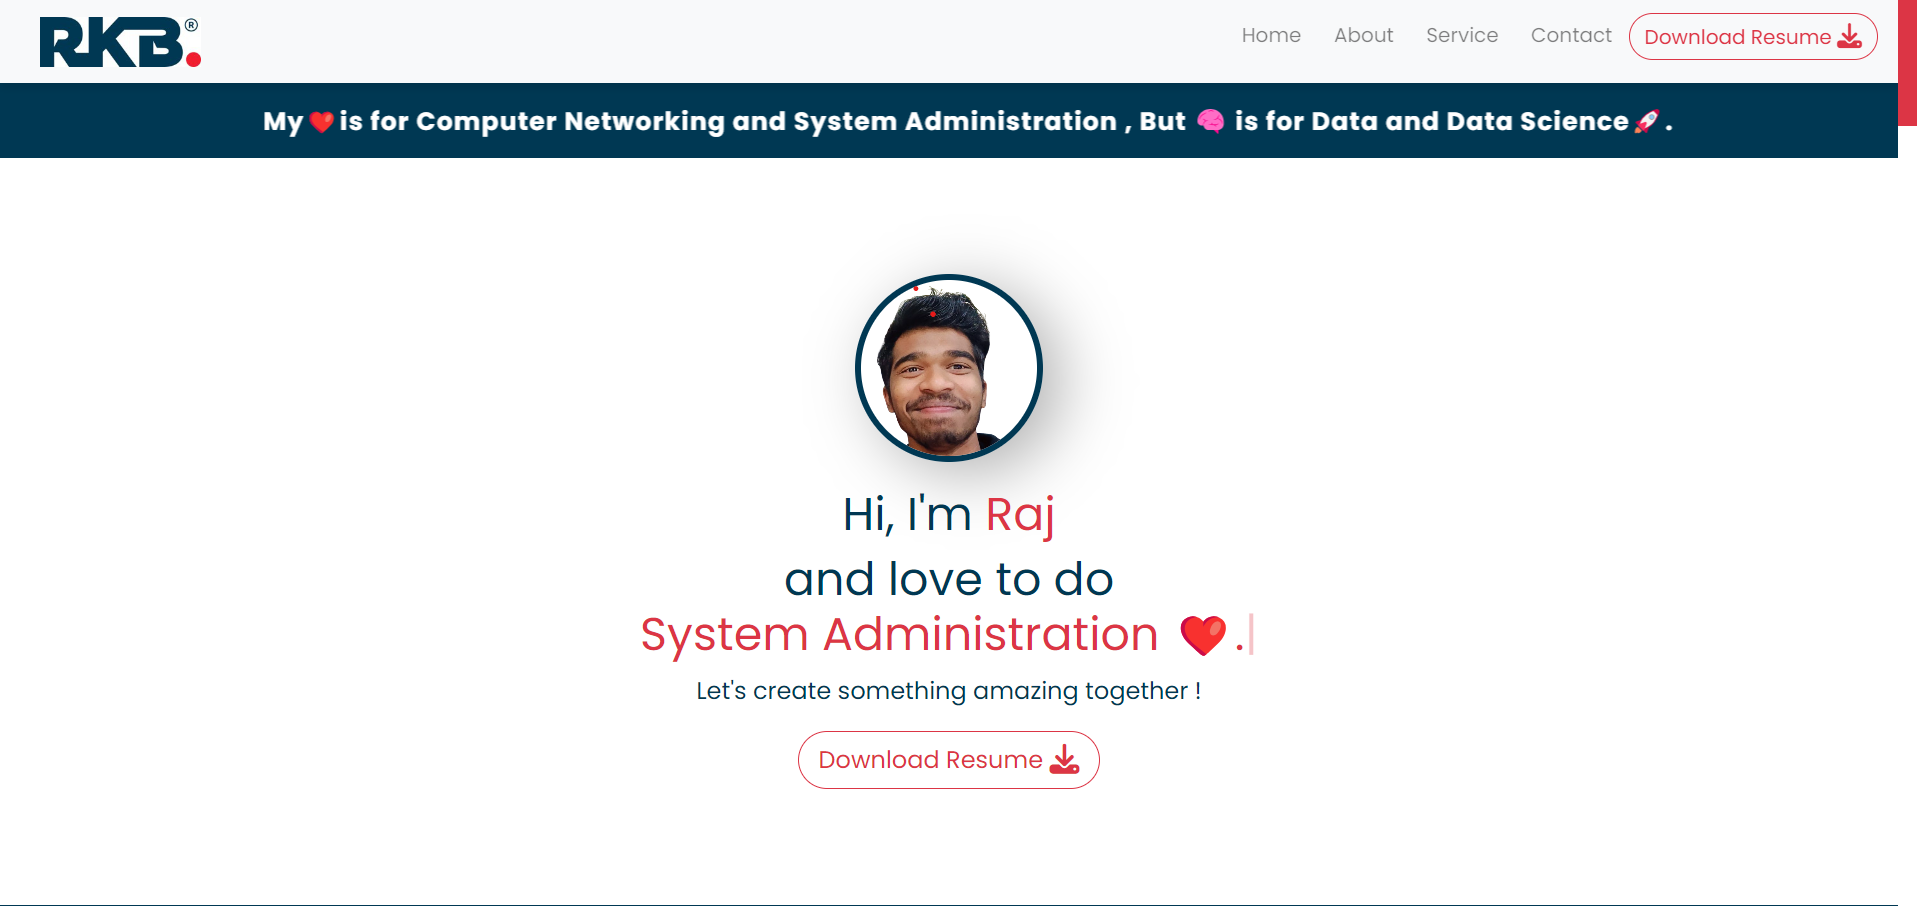 RKB.®
Home About Service Contact Download Resume
My ❤️ is for Computer Networking and System Administration , But 🧠 is for Data and Data Science 🚀 .
Hi, I'm Raj
and love to do
System Administration ❤️ .
Let's create something amazing together !
Download Resume